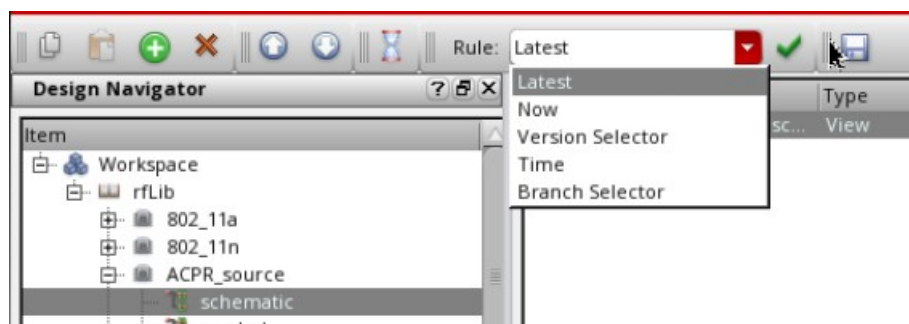 Rule: Latest
Design Navigator
Latest
Now
Version Selector
Time
Branch Selector
Type
sc... View
Item
Workspace
rfLib
802_11a
802_11n
ACPR_source
schematic